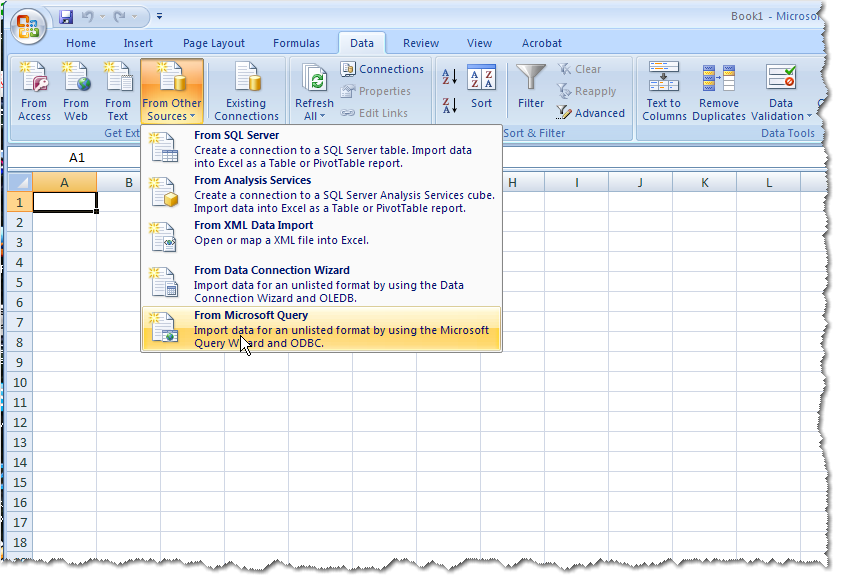 Book1 - Microsof
Home Insert Page Layout Formulas Data Review View Acrobat
From Access
From Web
From Text
From Other Sources
Existing Connections
Refresh All
Connections
Properties
Edit Links
Sort
Filter
Clear
Reapply
Advanced
Text to Columns
Remove Duplicates
Data Validation
Get Ext
Sort & Filter
Data Tools
From SQL Server
Create a connection to a SQL Server table. Import data
into Excel as a Table or PivotTable report.
From Analysis Services
Create a connection to a SQL Server Analysis Services cube.
Import data into Excel as a Table or PivotTable report.
From XML Data Import
Open or map a XML file into Excel.
From Data Connection Wizard
Import data for an unlisted format by using the Data
Connection Wizard and OLEDB.
From Microsoft Query
Import data for an unlisted format by using the Microsoft
Query Wizard and ODBC.
A1
A B H I J K L
1
2
3
4
5
6
7
8
9
10
11
12
13
14
15
16
17
18